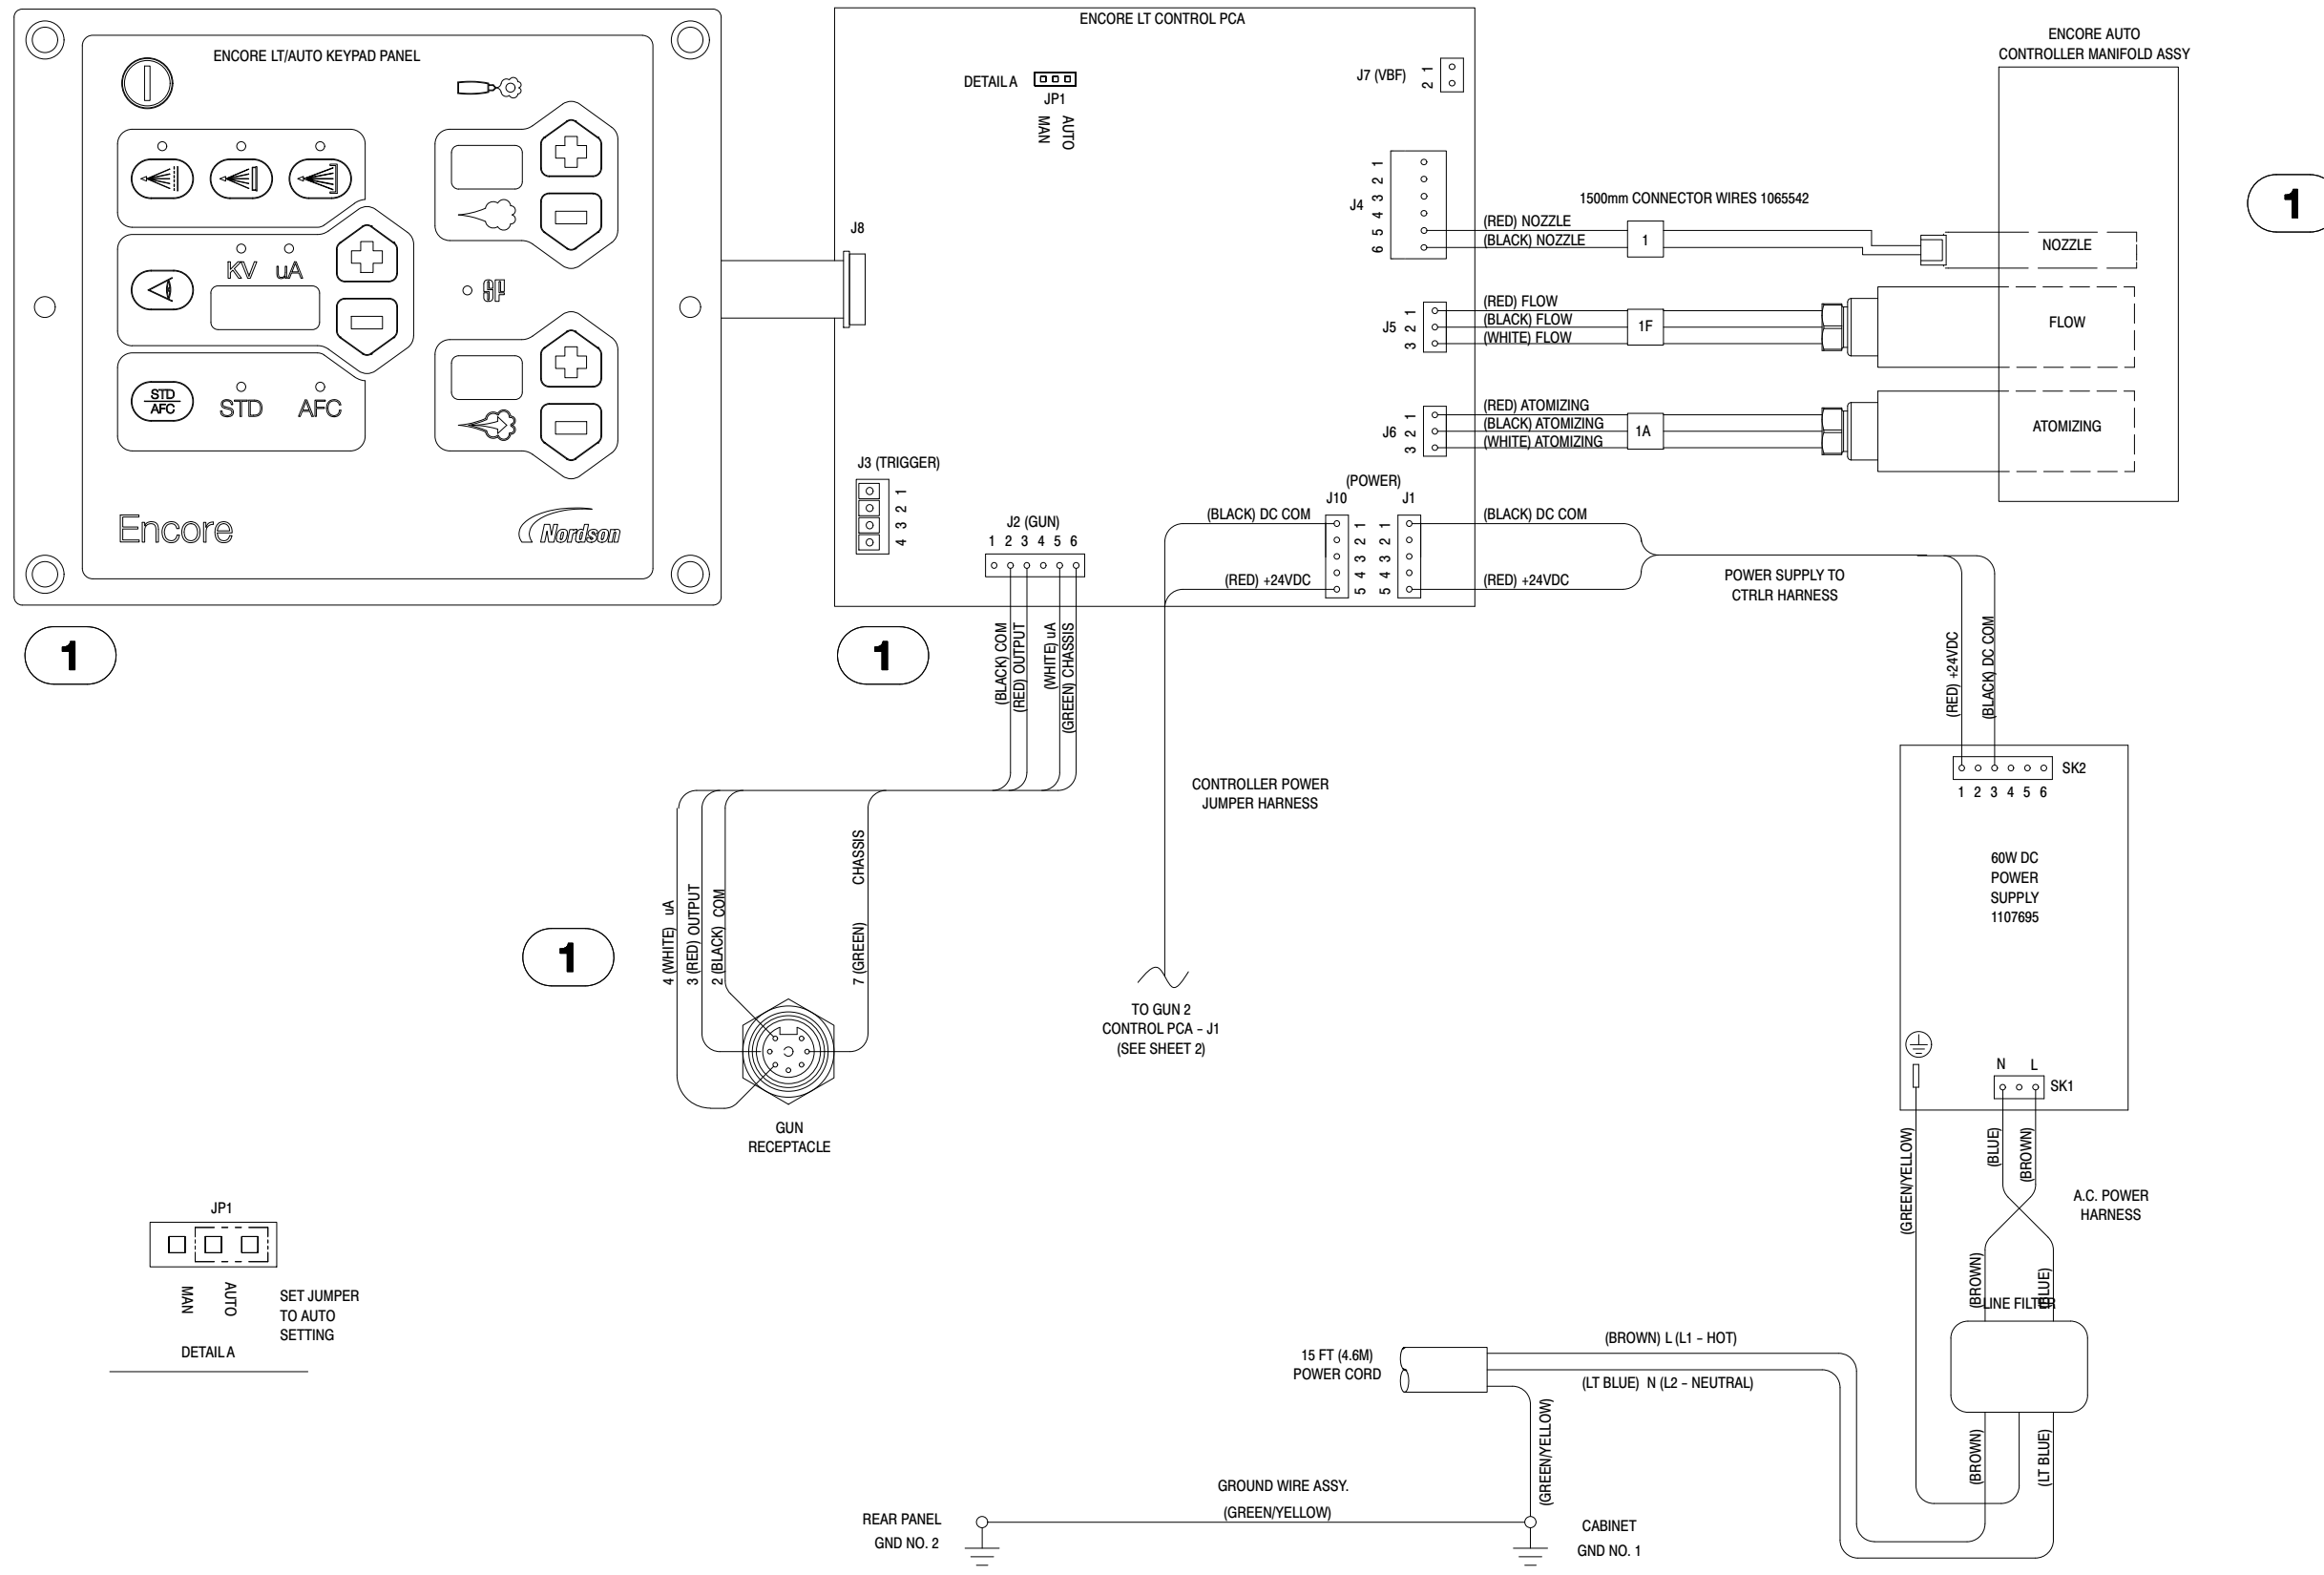 ENCORE LT/AUTO KEYPAD PANEL
KV uA
SP
STD
AFC
STD AFC
Encore
Nordson
1
ENCORE LT CONTROL PCA
DETAIL A
JP1
MAN AUTO
J7 (VBF)
1
2
J4
1
2
3
4
5
6
J8
J5
1
2
3
J6
1
2
3
J3 (TRIGGER)
1
2
3
4
J2 (GUN)
1 2 3 4 5 6
(POWER)
J10 J1
1 1
2 2
3 3
4 4
5 5
(BLACK) DC COM
(RED) +24VDC
1
1500mm CONNECTOR WIRES 1065542
(RED) NOZZLE
(BLACK) NOZZLE
1
(RED) FLOW
(BLACK) FLOW
(WHITE) FLOW
1F
(RED) ATOMIZING
(BLACK) ATOMIZING
(WHITE) ATOMIZING
1A
ENCORE AUTO
CONTROLLER MANIFOLD ASSY
NOZZLE
FLOW
ATOMIZING
1
(BLACK) DC COM
(RED) +24VDC
POWER SUPPLY TO
CTRLR HARNESS
(RED) +24VDC
(BLACK) DC COM
SK2
1 2 3 4 5 6
60W DC
POWER
SUPPLY
1107695
N L
SK1
(GREEN/YELLOW)
(BLUE)
(BROWN)
A.C. POWER
HARNESS
(BROWN)
(BLUE)
LINE FILTER
(BROWN)
(LT BLUE)
(BLACK) COM
(RED) OUTPUT
(WHITE) uA
(GREEN) CHASSIS
4 (WHITE) uA
3 (RED) OUTPUT
2 (BLACK) COM
7 (GREEN) CHASSIS
1
GUN
RECEPTACLE
CONTROLLER POWER
JUMPER HARNESS
TO GUN 2
CONTROL PCA - J1
(SEE SHEET 2)
JP1
MAN AUTO
SET JUMPER
TO AUTO
SETTING
DETAIL A
15 FT (4.6M)
POWER CORD
(BROWN) L (L1 - HOT)
(LT BLUE) N (L2 - NEUTRAL)
(GREEN/YELLOW)
GROUND WIRE ASSY.
(GREEN/YELLOW)
REAR PANEL
GND NO. 2
CABINET
GND NO. 1